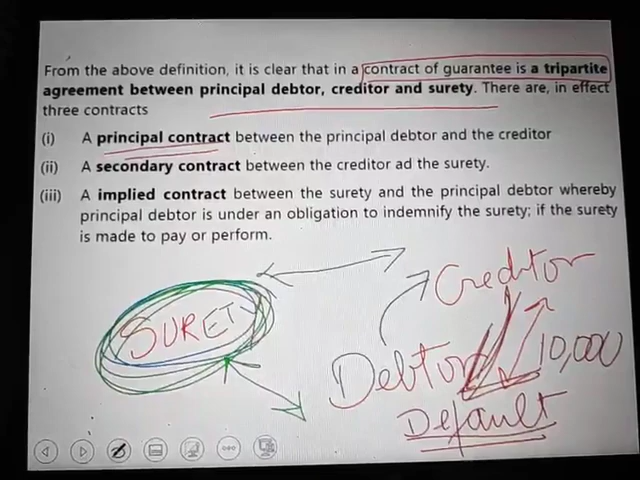 From the above definition, it is clear that in a contract of guarantee is a tripartite
agreement between principal debtor, creditor and surety. There are, in effect
three contracts
(i) A principal contract between the principal debtor and the creditor
(ii) A secondary contract between the creditor ad the surety.
(iii) A implied contract between the surety and the principal debtor whereby
principal debtor is under an obligation to indemnify the surety; if the surety
is made to pay or perform.
Creditor
SURETY
Debtor
10,000
Default